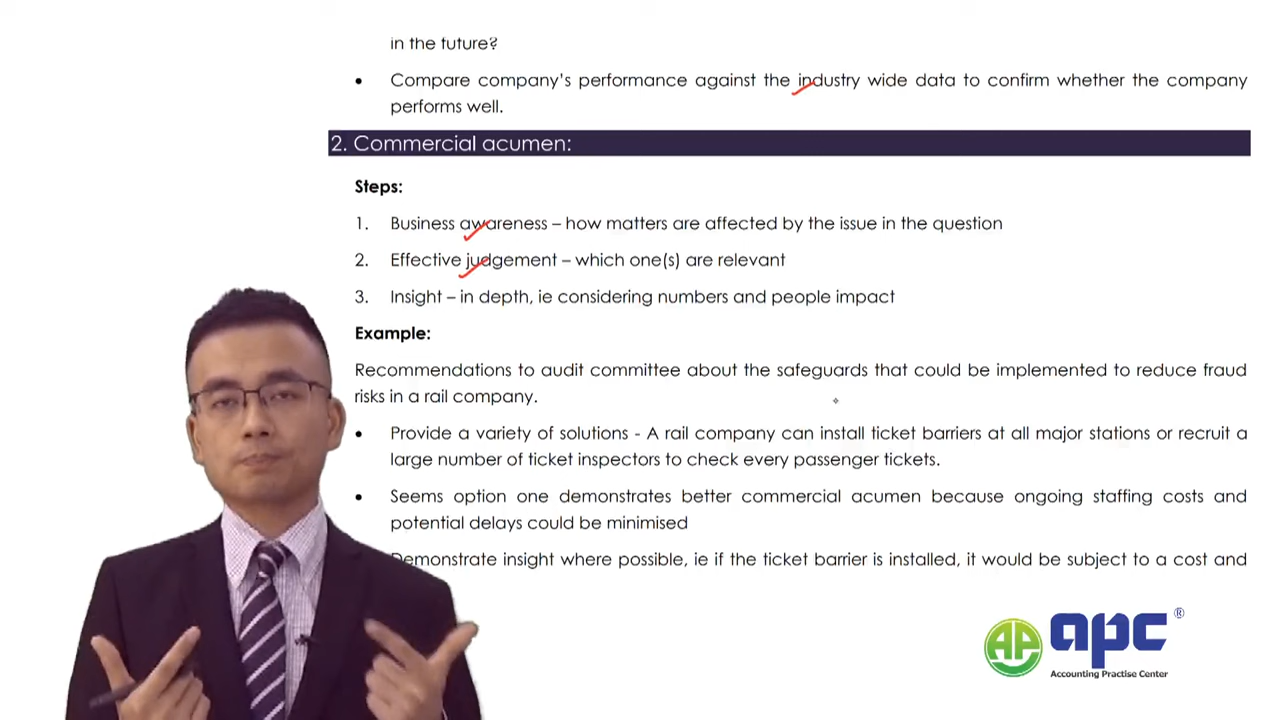 in the tuture?
• Compare company's performance against the industry wide data to confirm whether the company
performs well.
2. Commercial acumen:
Steps:
1. Business awareness – how matters are affected by the issue in the question
2. Effective judgement – which one(s) are relevant
3. Insight – in depth, ie considering numbers and people impact
Example:
Recommendations to audit committee about the safeguards that could be implemented to reduce fraud
risks in a rail company.
• Provide a variety of solutions - A rail company can install ticket barriers at all major stations or recruit a
large number of ticket inspectors to check every passenger tickets.
• Seems option one demonstrates better commercial acumen because ongoing staffing costs and
potential delays could be minimised
Demonstrate insight where possible, ie if the ticket barrier is installed, it would be subject to a cost and
AP apc ®
Accounting Practise Center